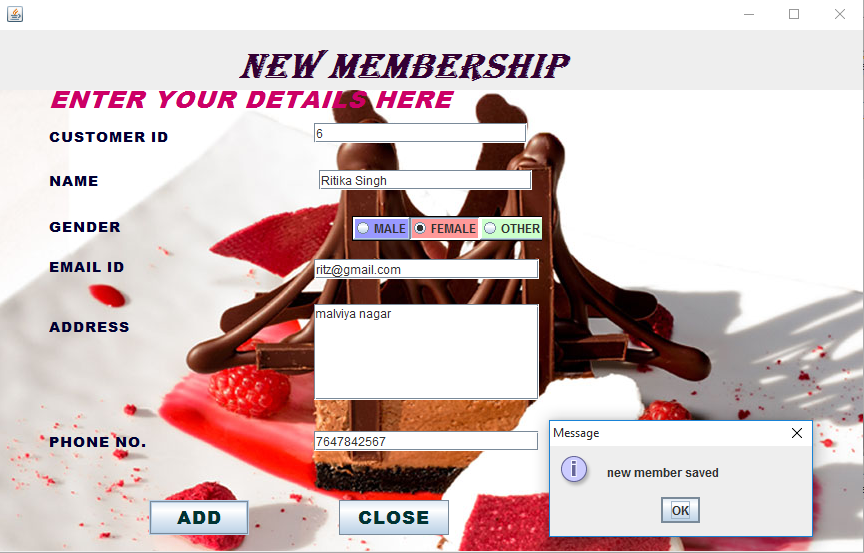 NEW MEMBERSHIP
ENTER YOUR DETAILS HERE
CUSTOMER ID 6
NAME Ritika Singh
GENDER MALE FEMALE OTHER
EMAIL ID ritz@gmail.com
ADDRESS malviya nagar
PHONE NO. 7647842567
Message
new member saved
OK
ADD CLOSE